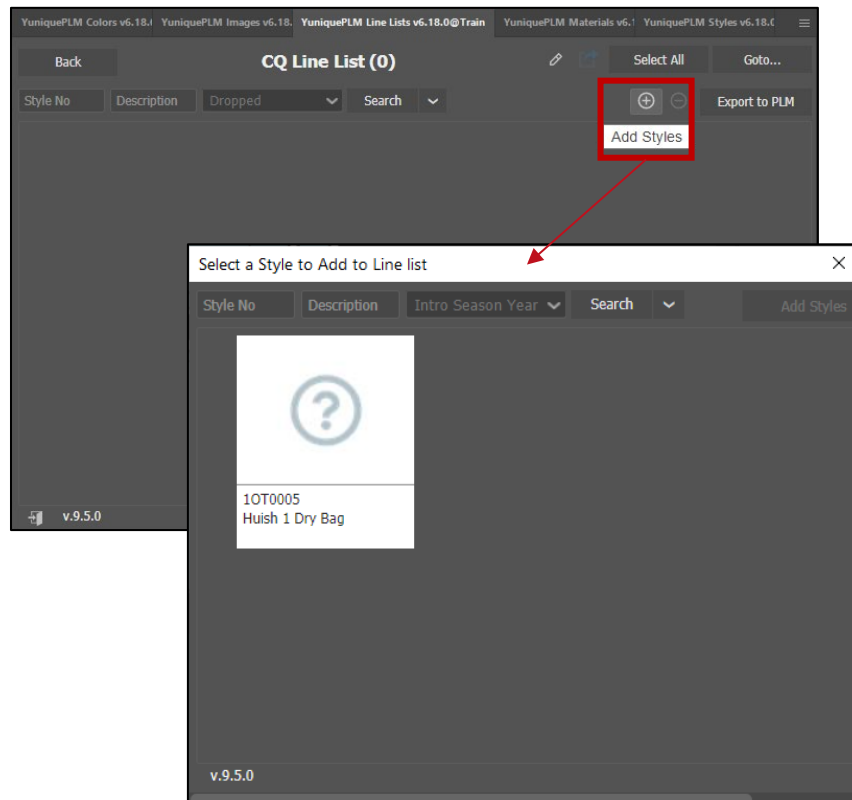 YuniquePLM Colors v6.18.( YuniquePLM Images v6.18. YuniquePLM Line Lists v6.18.0@Train YuniquePLM Materials v6.1 YuniquePLM Styles v6.18.(
Back CQ Line List (0) Select All Goto...
Style No Description Dropped Search Export to PLM
Add Styles
Select a Style to Add to Line list
Style No Description Intro Season Year Search Add Styles
1OT0005
Huish 1 Dry Bag
v.9.5.0
v.9.5.0